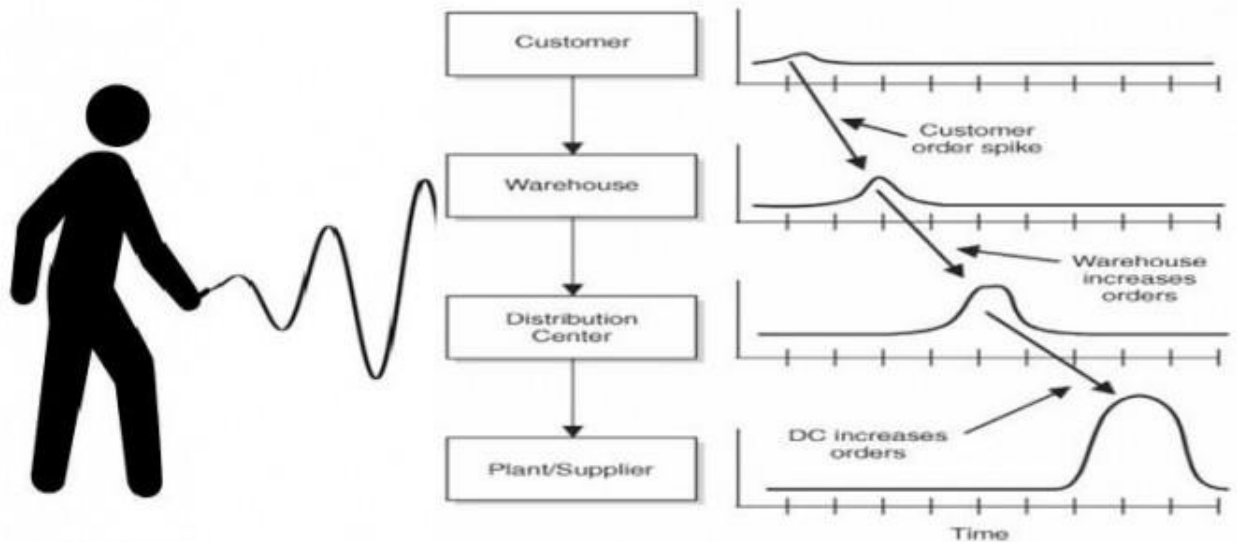 Customer
Customer
order spike
Warehouse
Warehouse
increases
orders
Distribution
Center
DC increases
orders
Plant/Supplier
Time